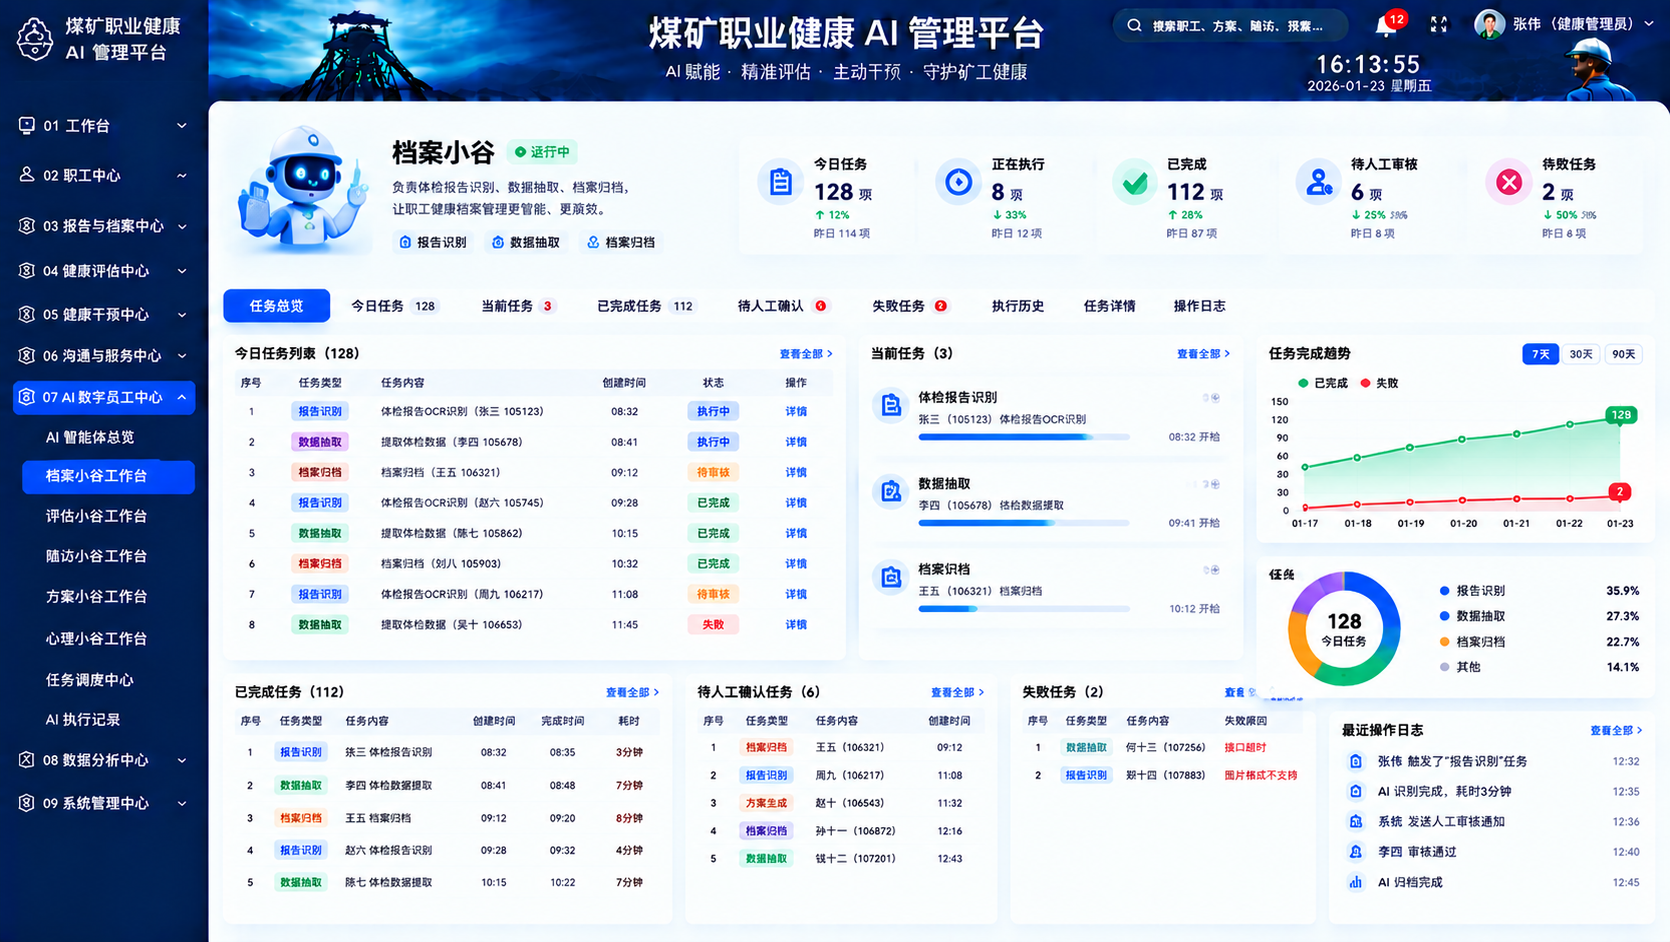 煤矿职业健康
AI 管理平台
01 工作台
02 职工中心
03 报告与档案中心
04 健康评估中心
05 健康干预中心
06 沟通与服务中心
07 AI 数字员工中心
AI 智能体总览
档案小谷工作台
评估小谷工作台
方案小谷工作台
心理小谷工作台
任务调度中心
AI 执行记录
08 数据分析中心
09 系统管理中心
煤矿职业健康 AI 管理平台
AI 赋能 · 精准评估 · 主动干预 · 守护矿工健康
搜索职工、方案、随访、报案...
12
张伟 （健康管理员）
16:13:55
2026-01-23 星期五
档案小谷
运行中
负责体检报告识别、数据抽取、档案归档，
让职工健康档案管理更智能、更高效。
报告识别 数据抽取 档案归档
今日任务
128 项
↑ 12%
昨日 114 项
正在执行
8 项
↓ 33%
昨日 12 项
已完成
112 项
↑ 28%
昨日 87 项
待人工审核
6 项
↓ 25%
昨日 8 项
待败任务
2 项
↓ 50%
昨日 6 项
任务总览 今日任务 128 当前任务 3 已完成任务 112 待人工确认 失败任务 2 执行历史 任务详情 操作日志
今日任务列表（128） 查看全部 >
序号 任务类型 任务内容 创建时间 状态 操作
1 报告识别 体检报告OCR识别（张三 105123） 08:32 执行中 详情
2 数据抽取 提取体检数据（李四 105678） 08:41 执行中 详情
3 档案归档 档案归档（王五 106321） 09:12 待审核 详情
4 报告识别 体检报告OCR识别（赵六 105745） 09:28 已完成 详情
5 数据抽取 提取体检数据（陈七 105862） 10:15 已完成 详情
6 档案归档 档案归档（刘八 105903） 10:32 已完成 详情
7 报告识别 体检报告OCR识别（周九 106217） 11:08 待审核 详情
8 数据抽取 提取体检数据（吴十 106653） 11:45 失败 详情
当前任务（3） 查看全部 >
体检报告识别
张三（105123）体检报告OCR识别
08:32 开始
数据抽取
李四（105678）体检数据提取
09:41 开始
档案识档
王五（106321）档案归档
10:12 开始
任务完成趋势 7天 30天 90天
已完成 失败
150
120
90
60
30
30
0
128
2
01-17 01-18 01-19 01-20 01-21 01-22 01-23
任务
128
今日任务
报告识别 35.9%
数据抽取 27.3%
档案归档 22.7%
其他 14.1%
已完成任务（112） 查看全部 >
序号 任务类型 任务内容 创建时间 完成时间 耗时
1 报告识别 张三 体检报告识别 08:32 08:35 3分钟
2 数据抽取 李四 体检数据提取 08:41 08:48 7分钟
3 档案归档 王五 档案归档 09:12 09:20 8分钟
4 报告识别 赵六 体检报告识别 09:28 09:32 4分钟
5 数据抽取 陈七 体检数据提取 10:15 10:22 7分钟
待人工确认任务（6） 查看全部 >
序号 任务类型 任务内容 创建时间
1 档案归档 王五（106321） 09:12
2 报告识别 周九（106217） 11:08
3 方案生成 赵十（106543） 11:32
4 档案归档 孙十一（106872） 12:16
5 数据抽取 钱十二（107201） 12:43
失败任务（2） 查看
序号 任务类型 任务内容 失败原因
1 数据抽取 何十三（107256） 接口超时
2 报告识别 郑十四（107883） 图片格式不支持
最近操作日志 查看全部 >
张伟 触发了“报告识别”任务 12:32
AI 识别完成，耗时3分钟 12:35
系统 发送人工审核通知 12:36
李四 审核通过 12:40
AI 归档完成 12:45